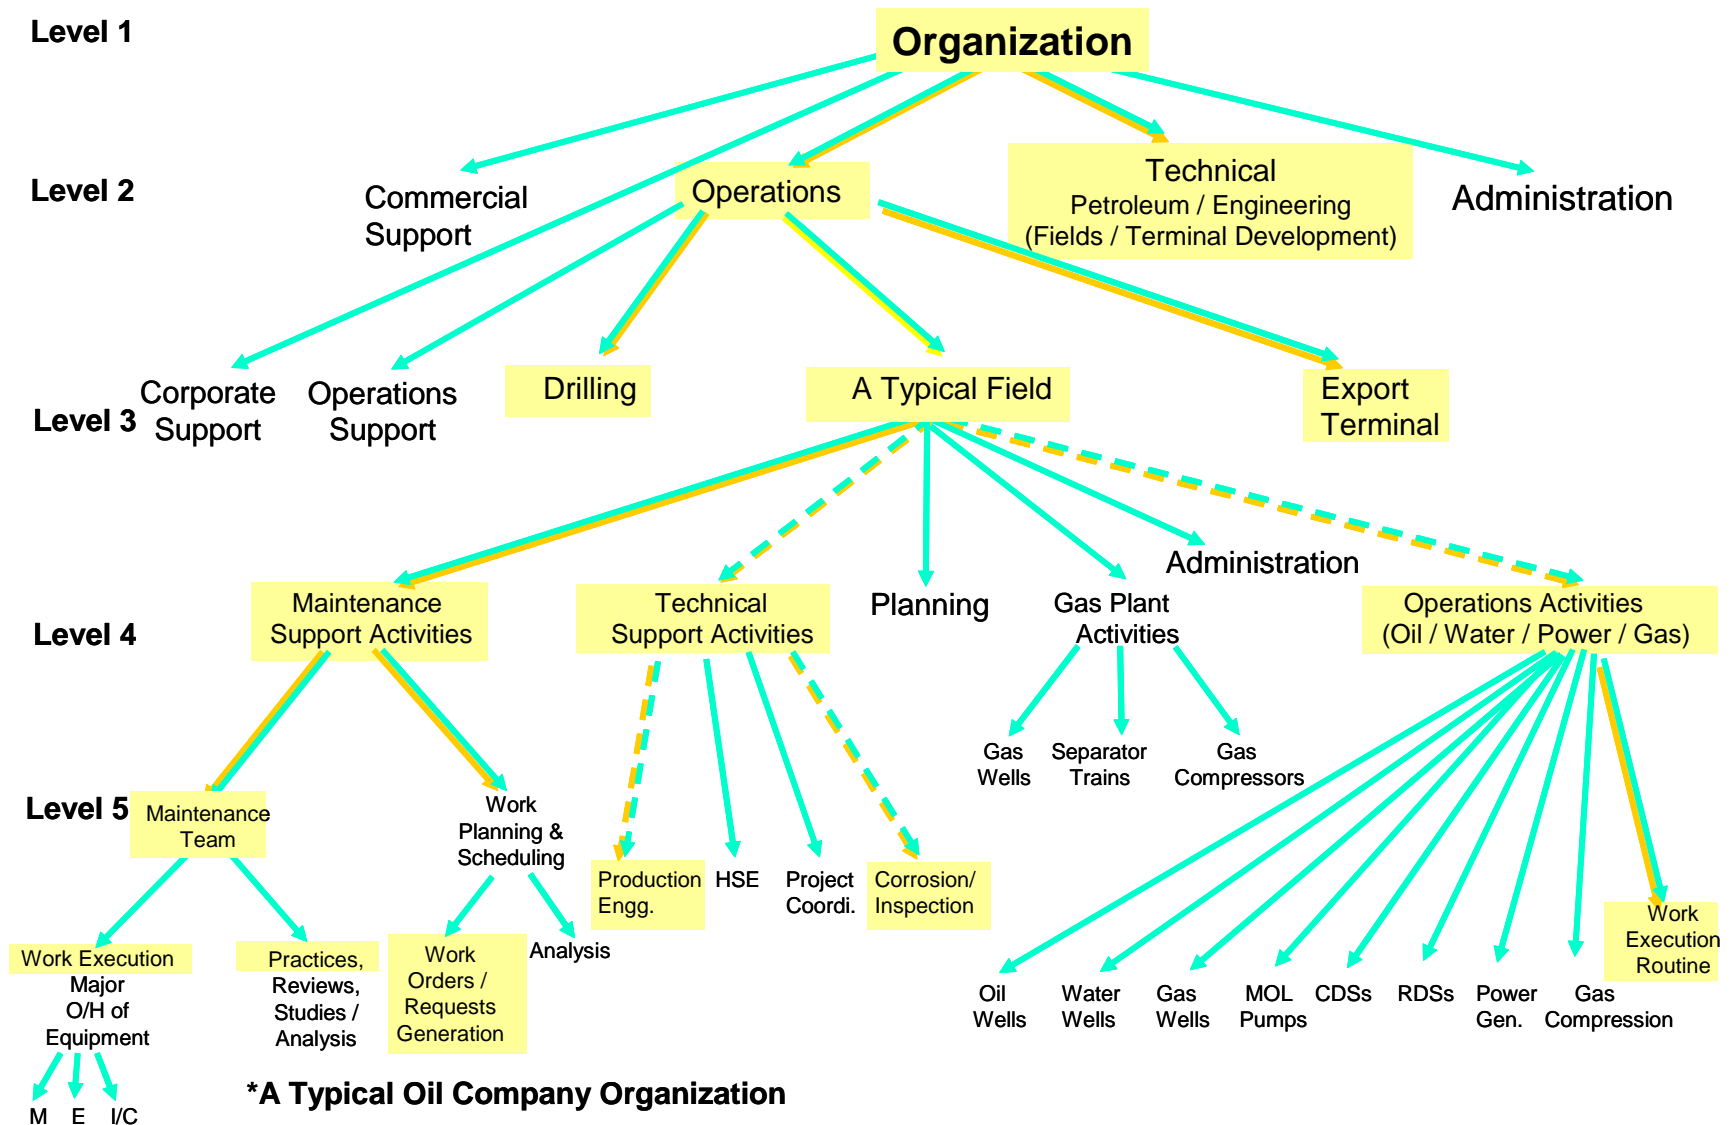 Level 1
Organization
Level 2
Commercial
Support
Operations
Technical
Petroleum / Engineering
(Fields / Terminal Development)
Administration
Level 3
Corporate
Support
Operations
Support
Drilling
A Typical Field
Export
Terminal
Level 4
Maintenance
Support Activities
Technical
Support Activities
Planning
Gas Plant
Activities
Administration
Operations Activities
(Oil / Water / Power / Gas)
Level 5
Maintenance
Team
Work
Planning &
Scheduling
Production
Engg.
HSE
Project
Coordi.
Corrosion/
Inspection
Gas
Wells
Separator
Trains
Gas
Compressors
Work Execution
Major
O/H of
Equipment
Practices,
Reviews,
Studies /
Analysis
Work
Orders /
Requests
Generation
Analysis
Oil
Wells
Water
Wells
Gas
Wells
MOL
Pumps
CDSs
RDSs
Power
Gen.
Gas
Compression
Work
Execution
Routine
M
E
I/C
*A Typical Oil Company Organization